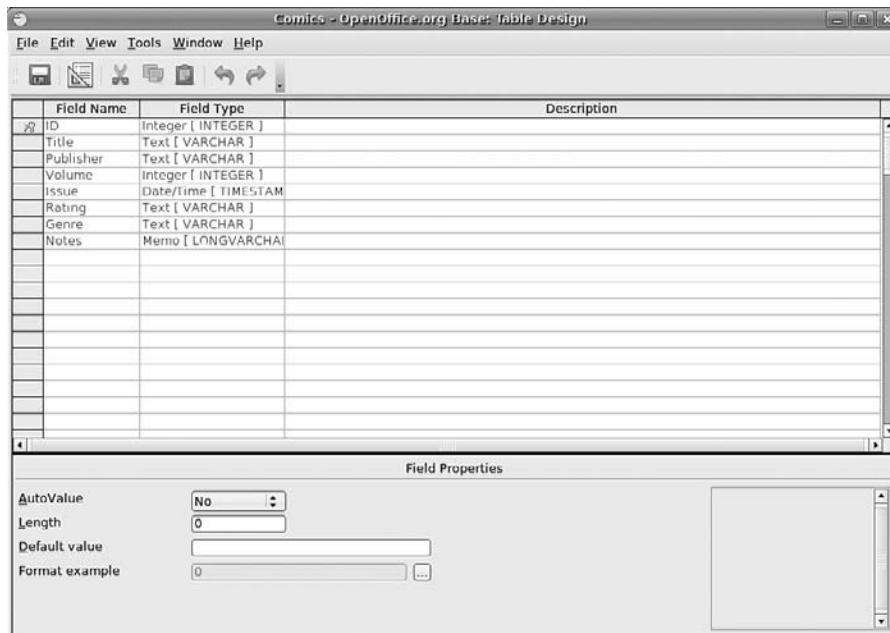 Comics - OpenOffice.org Base: Table Design
File Edit View Tools Window Help
Field Name Field Type Description
ID Integer [ INTEGER ]
Title Text [ VARCHAR ]
Publisher Text [ VARCHAR ]
Volume Integer [ INTEGER ]
Issue Date/Time [ TIMESTAM
Rating Text [ VARCHAR ]
Genre Text [ VARCHAR ]
Notes Memo [ LONGVARCHAI
Field Properties
AutoValue No
Length 0
Default value
Format example 0 ...